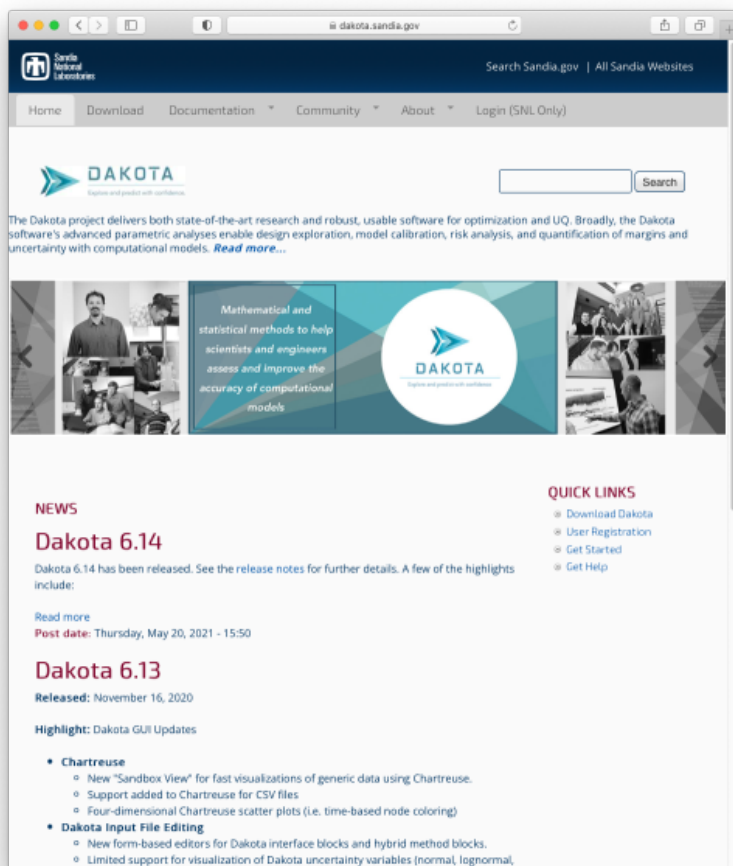 dakota.sandia.gov
Sandia
National
Laboratories
Search Sandia.gov | All Sandia Websites
Home Download Documentation Community About Login (SNL Only)
DAKOTA
Explore and predict with confidence.
Search
The Dakota project delivers both state-of-the-art research and robust, usable software for optimization and UQ. Broadly, the Dakota
software's advanced parametric analyses enable design exploration, model calibration, risk analysis, and quantification of margins and
uncertainty with computational models. Read more...
Mathematical and
statistical methods to help
scientists and engineers
assess and improve the
accuracy of computational
models
DAKOTA
Explore and predict with confidence
NEWS
Dakota 6.14
Dakota 6.14 has been released. See the release notes for further details. A few of the highlights
include:
Read more
Post date: Thursday, May 20, 2021 - 15:50
Dakota 6.13
Released: November 16, 2020
Highlight: Dakota GUI Updates
Chartreuse
New "Sandbox View" for fast visualizations of generic data using Chartreuse.
Support added to Chartreuse for CSV files
Four-dimensional Chartreuse scatter plots (i.e. time-based node coloring)
Dakota Input File Editing
New form-based editors for Dakota interface blocks and hybrid method blocks.
Limited support for visualization of Dakota uncertainty variables (normal, lognormal,
QUICK LINKS
Download Dakota
User Registration
Get Started
Get Help